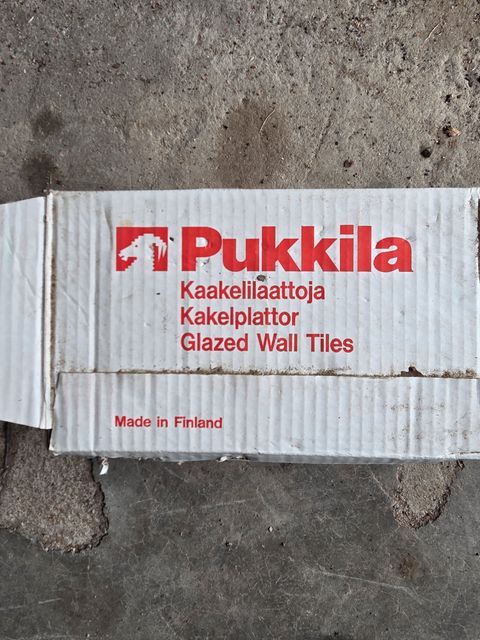 Pukkila
Kaakelilaattoja
Kakelplattor
Glazed Wall Tiles
Made in Finland